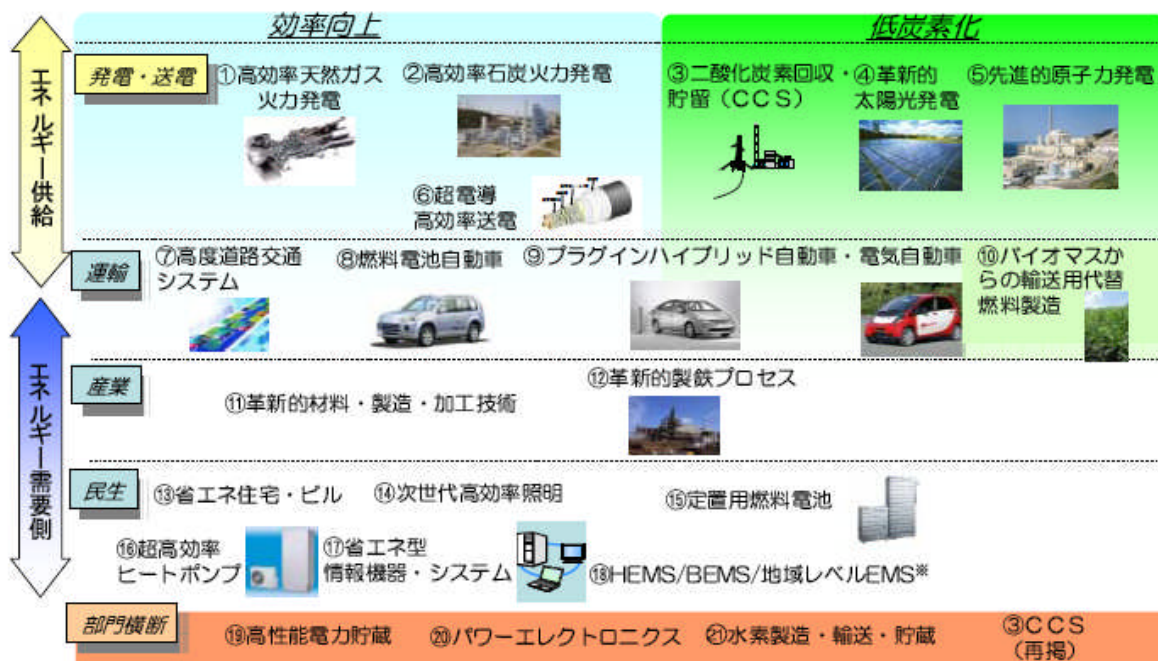 効率向上
低炭素化
エネルギー供給
発電・送電
①高効率天然ガス
火力発電
②高効率石炭火力発電
③二酸化炭素回収・
貯留(CCS)
④革新的
太陽光発電
⑤先進的原子力発電
⑥超電導
高効率送電
運輸
⑦高度道路交通
システム
⑧燃料電池自動車
⑨プラグインハイブリッド自動車・電気自動車
⑩バイオマスか
らの輸送用代替
燃料製造
エネルギー需要側
産業
⑪革新的材料・製造・加工技術
⑫革新的製鉄プロセス
民生
⑬省エネ住宅・ビル
⑭次世代高効率照明
⑮定置用燃料電池
⑯超高効率
ヒートポンプ
⑰省エネ型
情報機器・システム
⑱HEMS/BEMS/地域レベルEMS※
部門横断
⑲高性能電力貯蔵
⑳パワーエレクトロニクス
㉑水素製造・輸送・貯蔵
③CCS
(再掲)